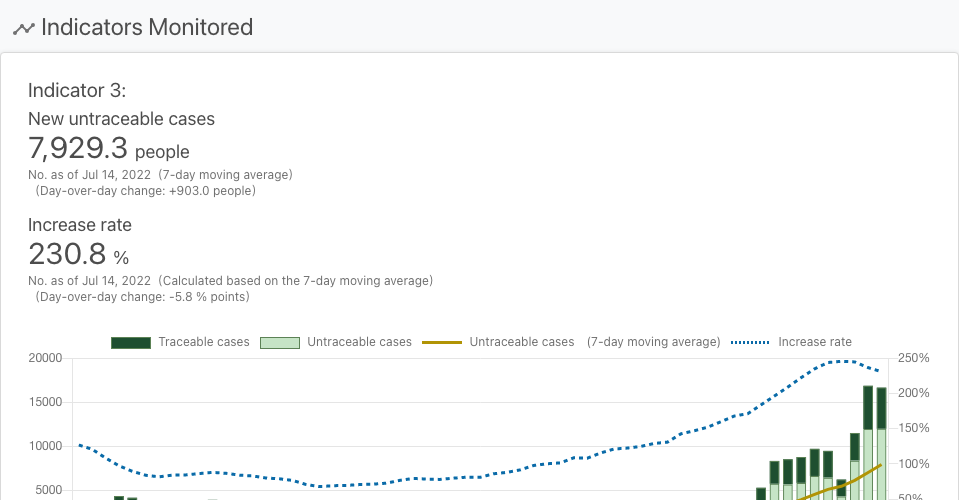 Indicators Monitored
Indicator 3:
New untraceable cases
7,929.3 people
No. as of Jul 14, 2022 (7-day moving average)
(Day-over-day change: +903.0 people)
Increase rate
230.8 %
No. as of Jul 14, 2022 (Calculated based on the 7-day moving average)
(Day-over-day change: -5.8 % points)
Traceable cases Untraceable cases Untraceable cases (7-day moving average) Increase rate
20000 250%
200%
15000
150%
10000
100%
5000
50%